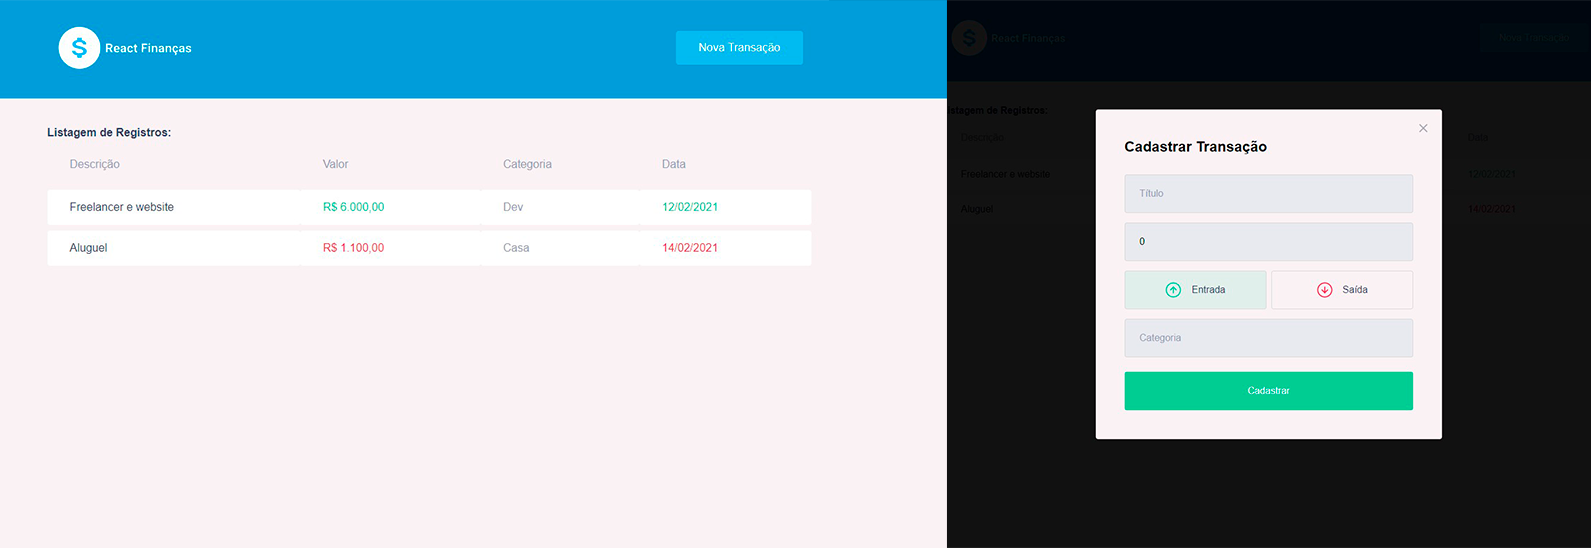 React Finanças
Nova Transação
Listagem de Registros:
Descrição Valor Categoria Data
Freelancer e website R$ 6.000,00 Dev 12/02/2021
Aluguel R$ 1.100,00 Casa 14/02/2021
React Finanças
Nova Transação
listagem de Registros:
Descrição Data
Freelancer e website 12/02/2021
Aluguel 14/02/2021
Cadastrar Transação
Título
0
Entrada Saída
Categoria
Cadastrar